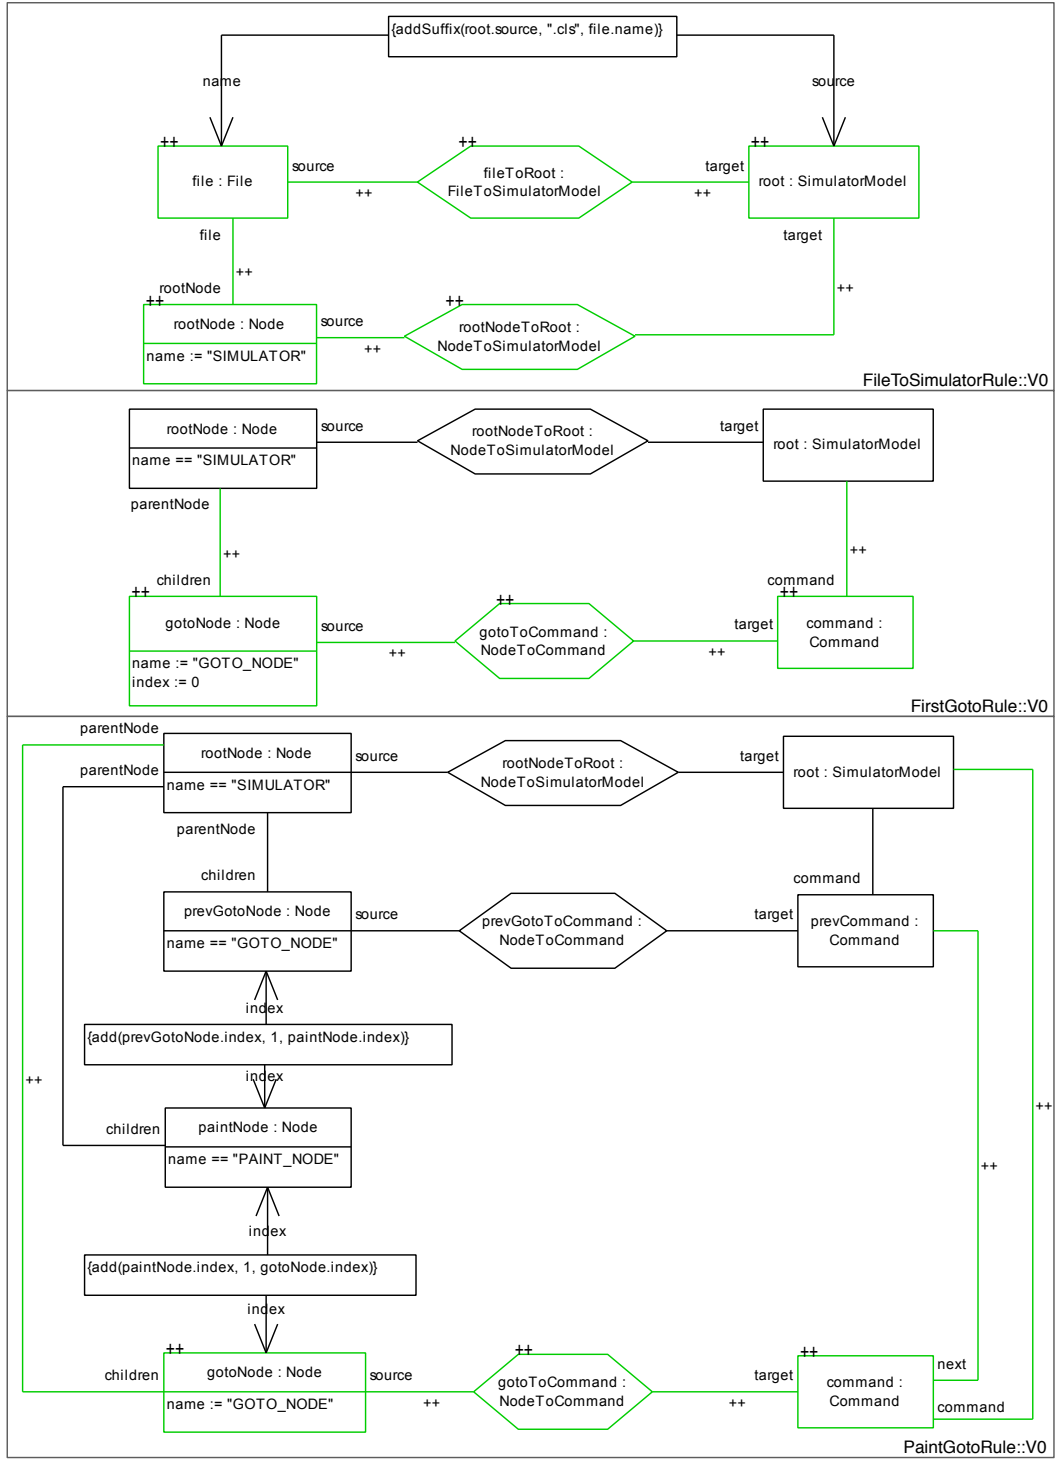 {addSuffix(root.source, ".cls", file.name)}
name
source
++
++
++
file : File
source
++
fileToRoot :
FileToSimulatorModel
target
++
root : SimulatorModel
file
target
++
++
rootNode
++
++
rootNode : Node
name := "SIMULATOR"
source
++
rootNodeToRoot :
NodeToSimulatorModel
FileToSimulatorRule::V0
rootNode : Node
name == "SIMULATOR"
source
rootNodeToRoot :
NodeToSimulatorModel
target
root : SimulatorModel
parentNode
++
++
children
command
++
++
++
gotoNode : Node
name := "GOTO_NODE"
index := 0
source
++
gotoToCommand :
NodeToCommand
target
++
command :
Command
FirstGotoRule::V0
parentNode
parentNode
rootNode : Node
name == "SIMULATOR"
source
rootNodeToRoot :
NodeToSimulatorModel
target
root : SimulatorModel
parentNode
children
command
prevGotoNode : Node
name == "GOTO_NODE"
source
prevGotoToCommand :
NodeToCommand
target
prevCommand :
Command
index
{add(prevGotoNode.index, 1, paintNode.index)}
index
++
++
children
paintNode : Node
name == "PAINT_NODE"
++
index
{add(paintNode.index, 1, gotoNode.index)}
index
++
++
++
children
gotoNode : Node
name := "GOTO_NODE"
source
++
gotoToCommand :
NodeToCommand
target
++
command :
Command
next
command
PaintGotoRule::V0